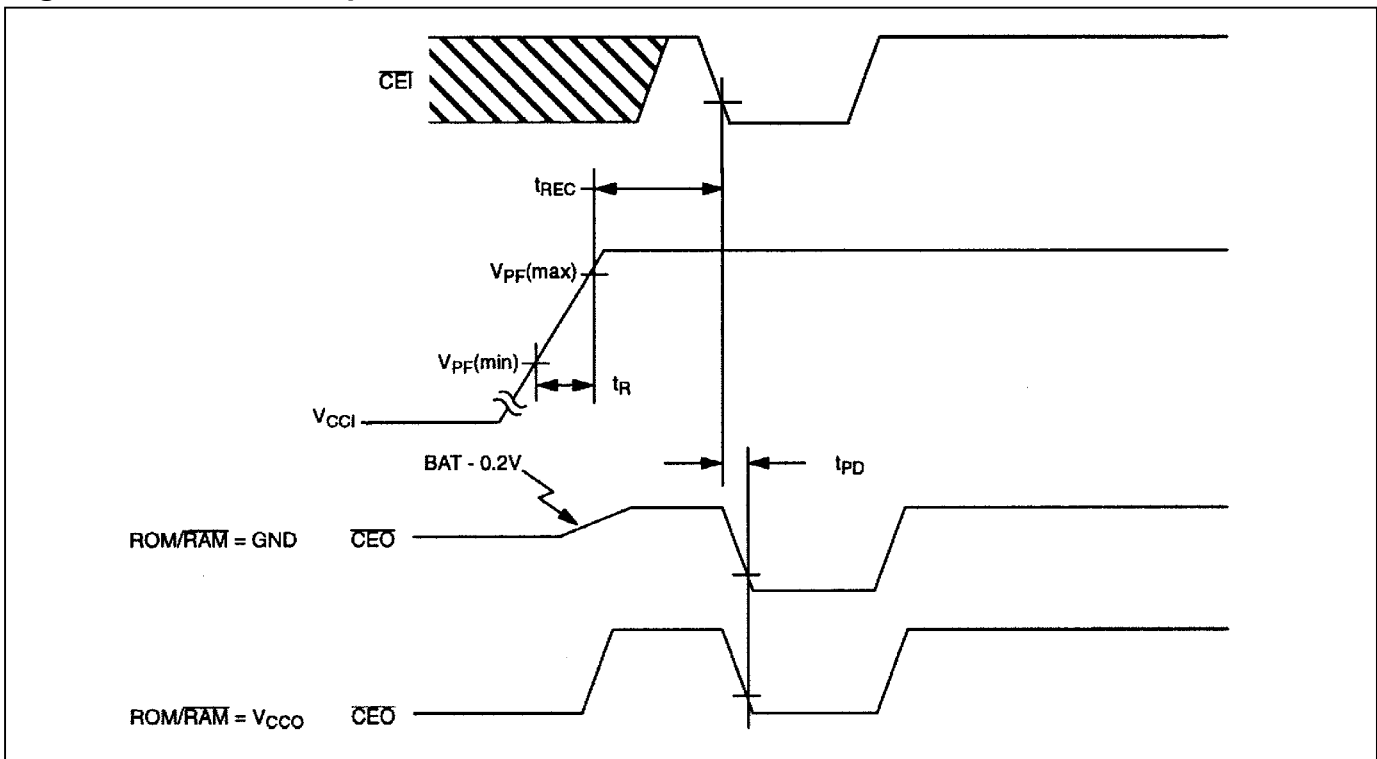 CEI
tREC
VPF(max)
VPF(min)
tR
VCCI
BAT - 0.2V
tPD
ROM/RAM = GND CEO
ROM/RAM = VCCO CEO